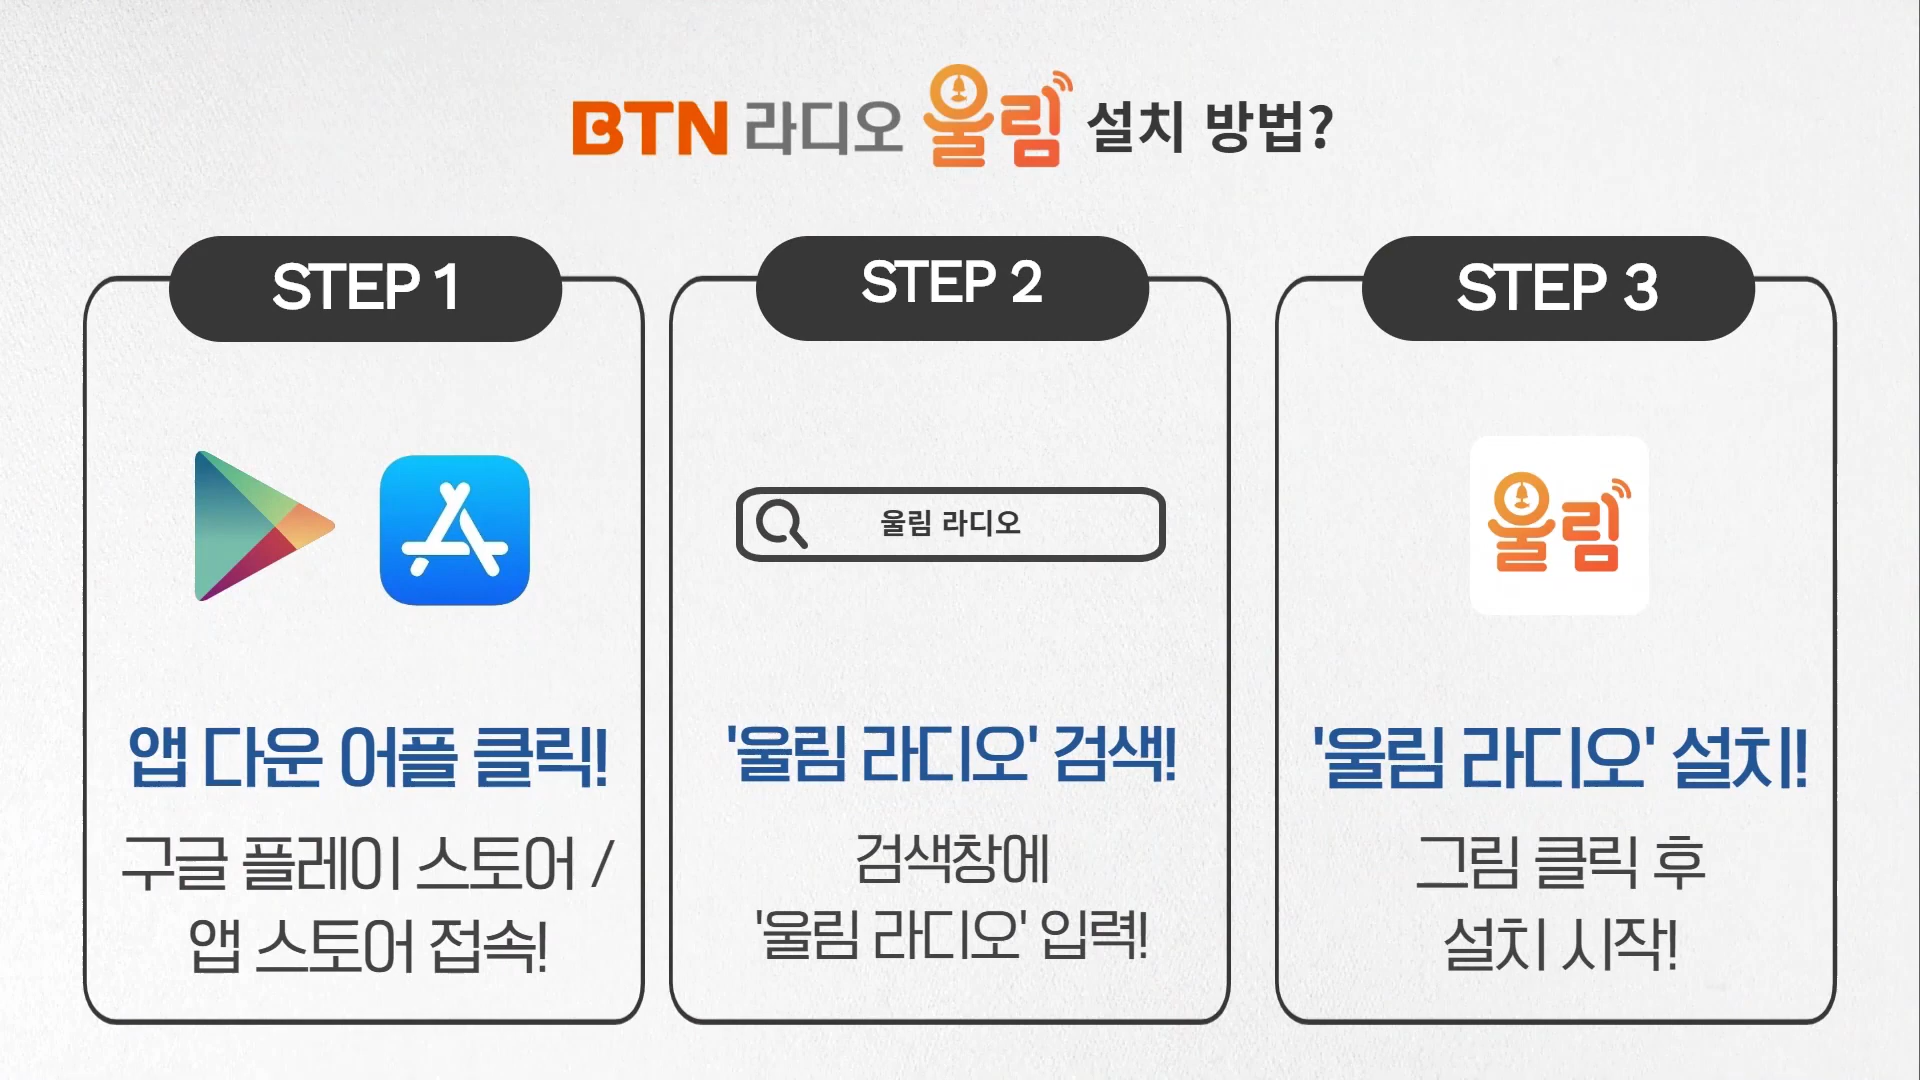 BTN 라디오 울림 설치 방법?
STEP 1
앱 다운 어플 클릭!
구글 플레이 스토어 /
앱 스토어 접속!
STEP 2
울림 라디오
'울림 라디오' 검색!
검색창에
'울림 라디오' 입력!
STEP 3
울림
'울림 라디오' 설치!
그림 클릭 후
설치 시작!